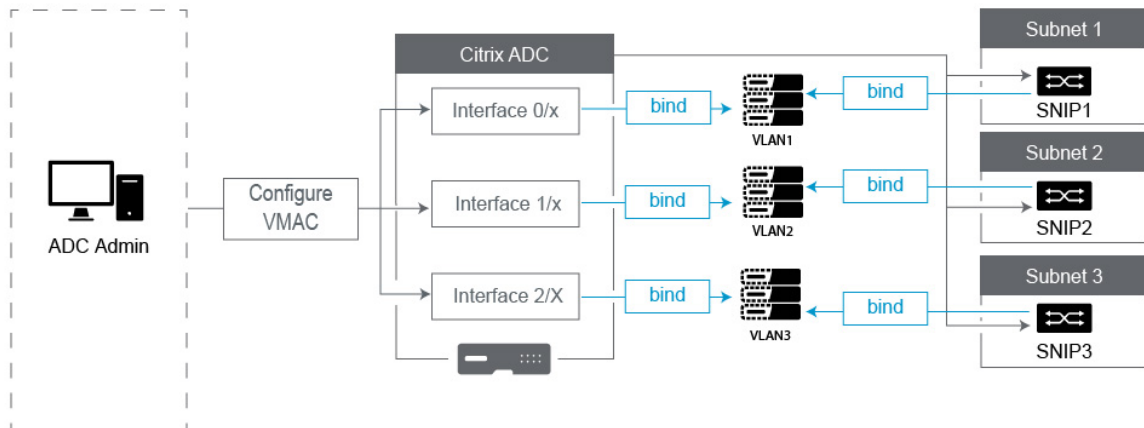 ADC Admin
Configure
VMAC
Citrix ADC
Interface 0/x
bind
VLAN1
bind
Subnet 1
SNIP1
Interface 1/x
bind
VLAN2
bind
Subnet 2
SNIP2
Interface 2/X
bind
VLAN3
bind
Subnet 3
SNIP3